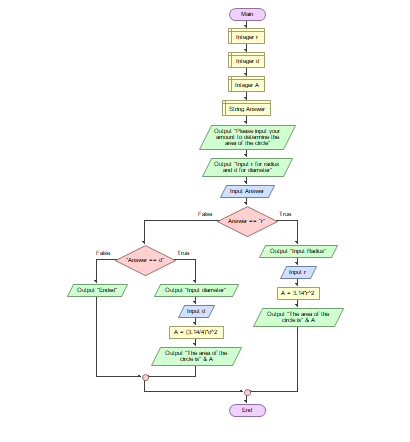 Main
Integer r
Integer d
Integer A
String Answer
Output "Please input your
amount to determine the
area of the circle"
Output "Input r for radius
and d for diameter"
Input Answer
False
Answer == "r"
True
False
"Answer == d"
True
Output "Input Radius"
Input r
A = 3.14*r^2
Output "The area of the
circle is" & A
Output "Ended"
Output "Input diameter"
Input d
A = (3.14/4)*d^2
Output "The area of the
circle is" & A
End